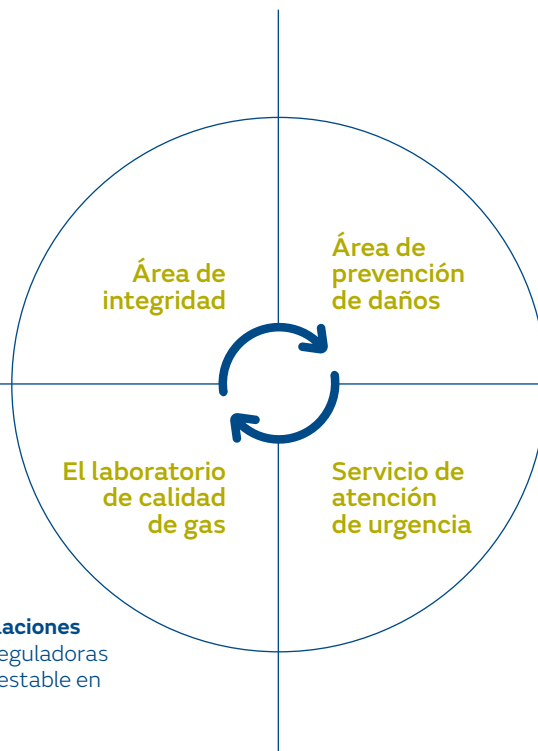 Área de
integridad
Área de
prevención
de daños
El laboratorio
de calidad
de gas
Servicio de
atención
de urgencia
estable en